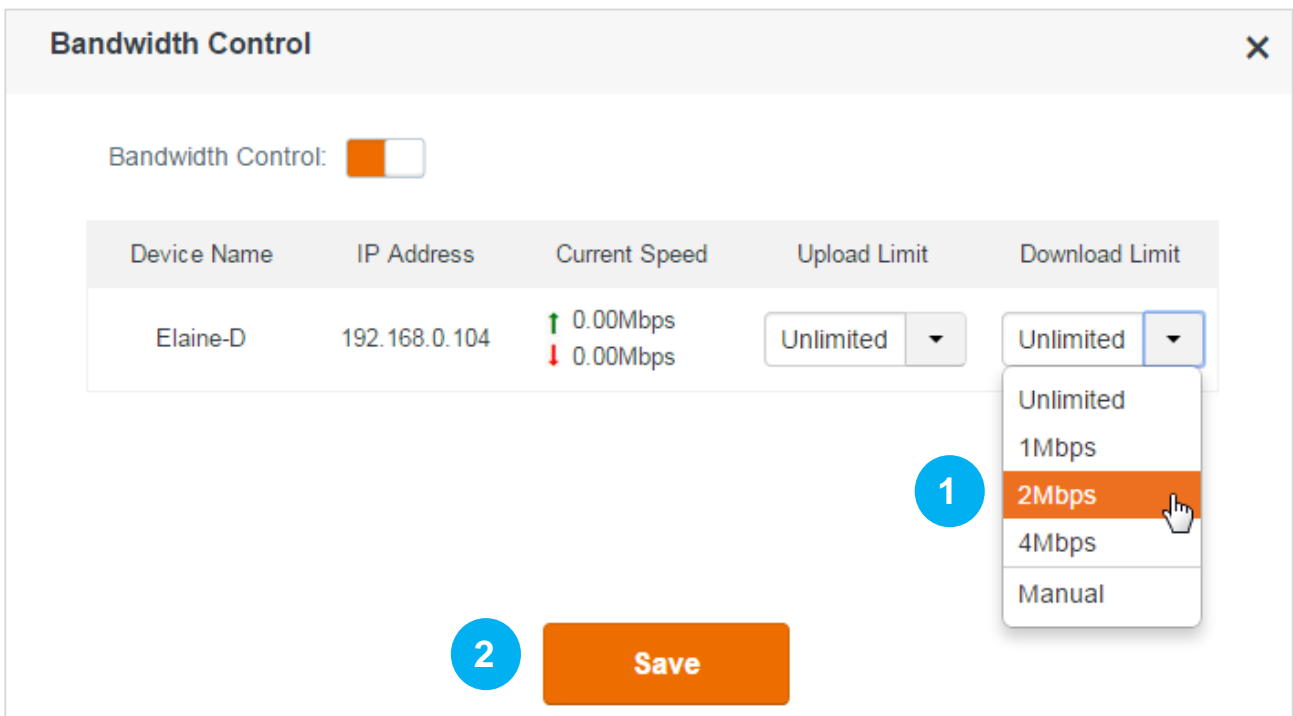 Bandwidth Control
Bandwidth Control:
Device Name IP Address Current Speed Upload Limit Download Limit
Elaine-D 192.168.0.104 ↑ 0.00Mbps Unlimited Unlimited
↓ 0.00Mbps
Unlimited
1Mbps
1 2Mbps
4Mbps
Manual
2 Save